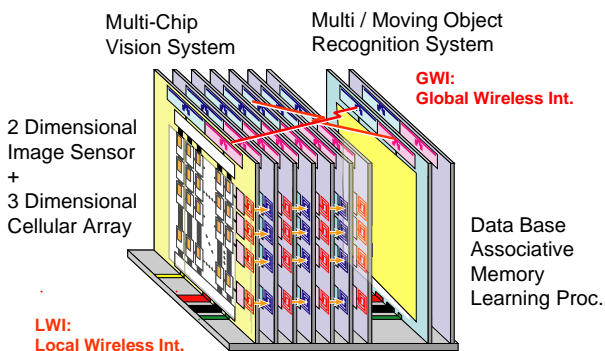 Multi-Chip
Vision System
Multi / Moving Object
Recognition System
GWI:
Global Wireless Int.
2 Dimensional
Image Sensor
+
3 Dimensional
Cellular Array
Data Base
Associative
Memory
Learning Proc.
LWI:
Local Wireless Int.